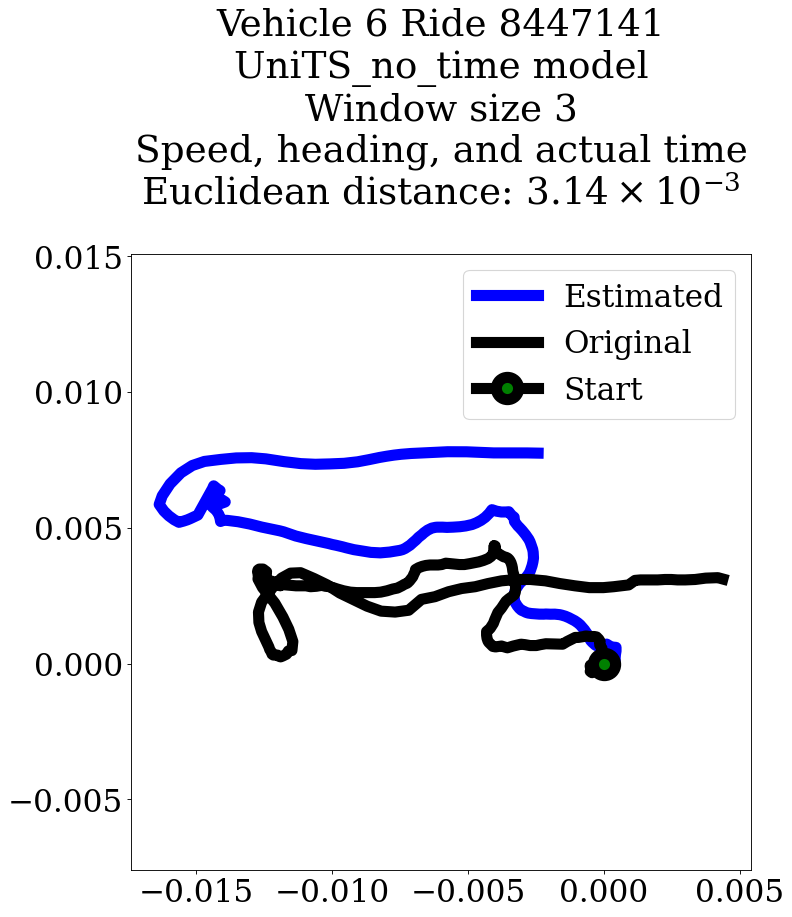 Vehicle 6 Ride 8447141
UniTS_no_time model
Window size 3
Speed, heading, and actual time
Euclidean distance: 3.14 × 10⁻³
0.015
Estimated
Original
Start
0.010
0.005
0.000
−0.005
−0.015 −0.010 −0.005 0.000 0.005